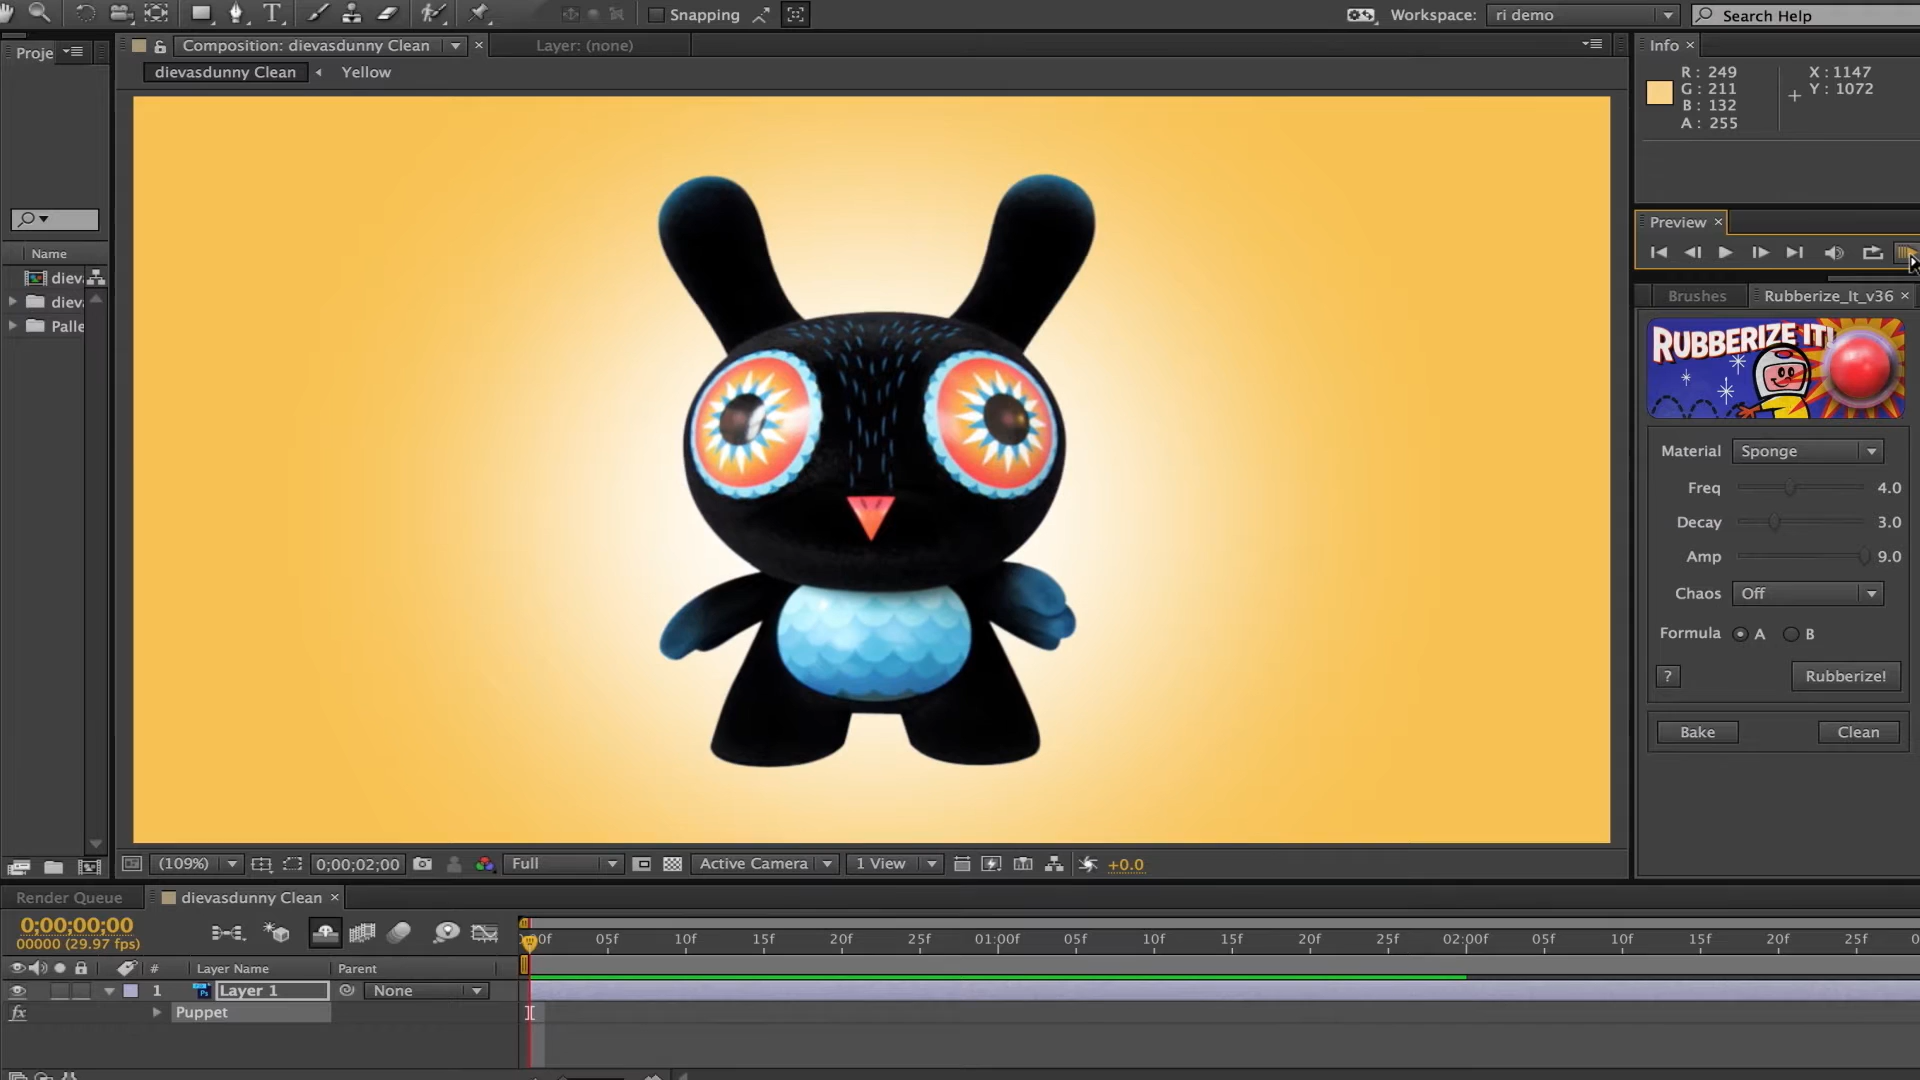 Snapping
Workspace: ri demo
Search Help
Proje
Composition: dievasdunny Clean
Layer: (none)
Info
dievasdunny Clean
Yellow
R: 249
G: 211
B: 132
A: 255
X: 1147
Y: 1072
Preview
Name
diev
diev
Palle
Brushes
Rubberize_It_v36
RUBBERIZE IT!
Material Sponge
Freq 4.0
Decay 3.0
Amp 9.0
Chaos Off
Formula A B
? Rubberize!
Bake Clean
(109%) 0;00;02;00 Full Active Camera 1 View +0.0
Render Queue
dievasdunny Clean
0;00;00;00
00000 (29.97 fps)
00f 05f 10f 15f 20f 25f 01:00f 05f 10f 15f 20f 25f 02:00f 05f 10f 15f 20f 25f
# Layer Name Parent
1 Ps Layer 1 None
fx Puppet